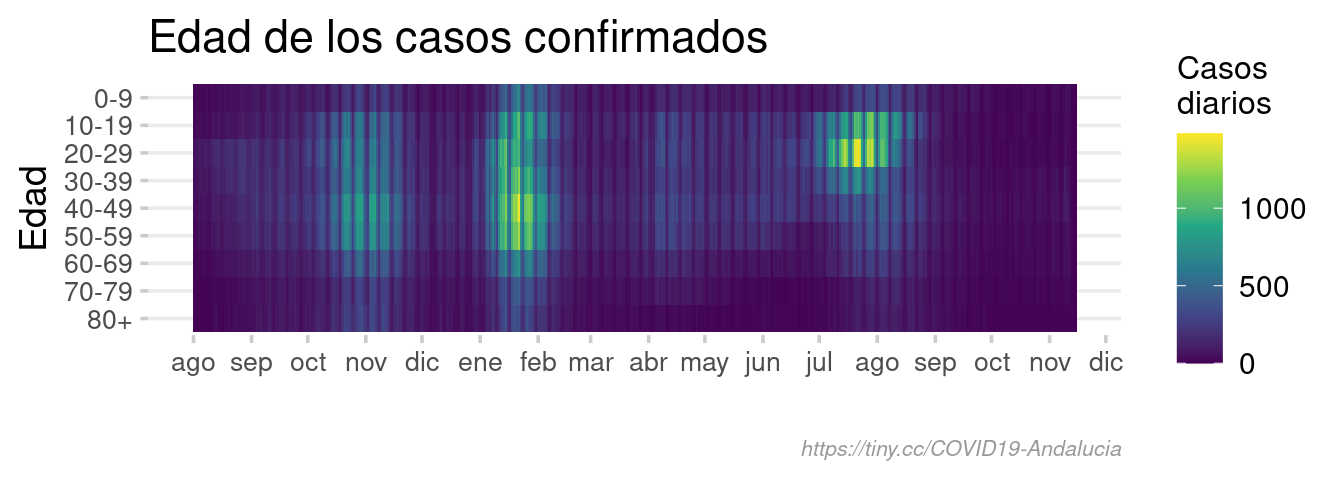 Edad de los casos confirmados
Edad
0-9
10-19
20-29
30-39
40-49
50-59
60-69
70-79
80+
ago sep oct nov dic ene feb mar abr may jun jul ago sep oct nov dic
Casos
diarios
1000
500
0
https://tiny.cc/COVID19-Andalucia